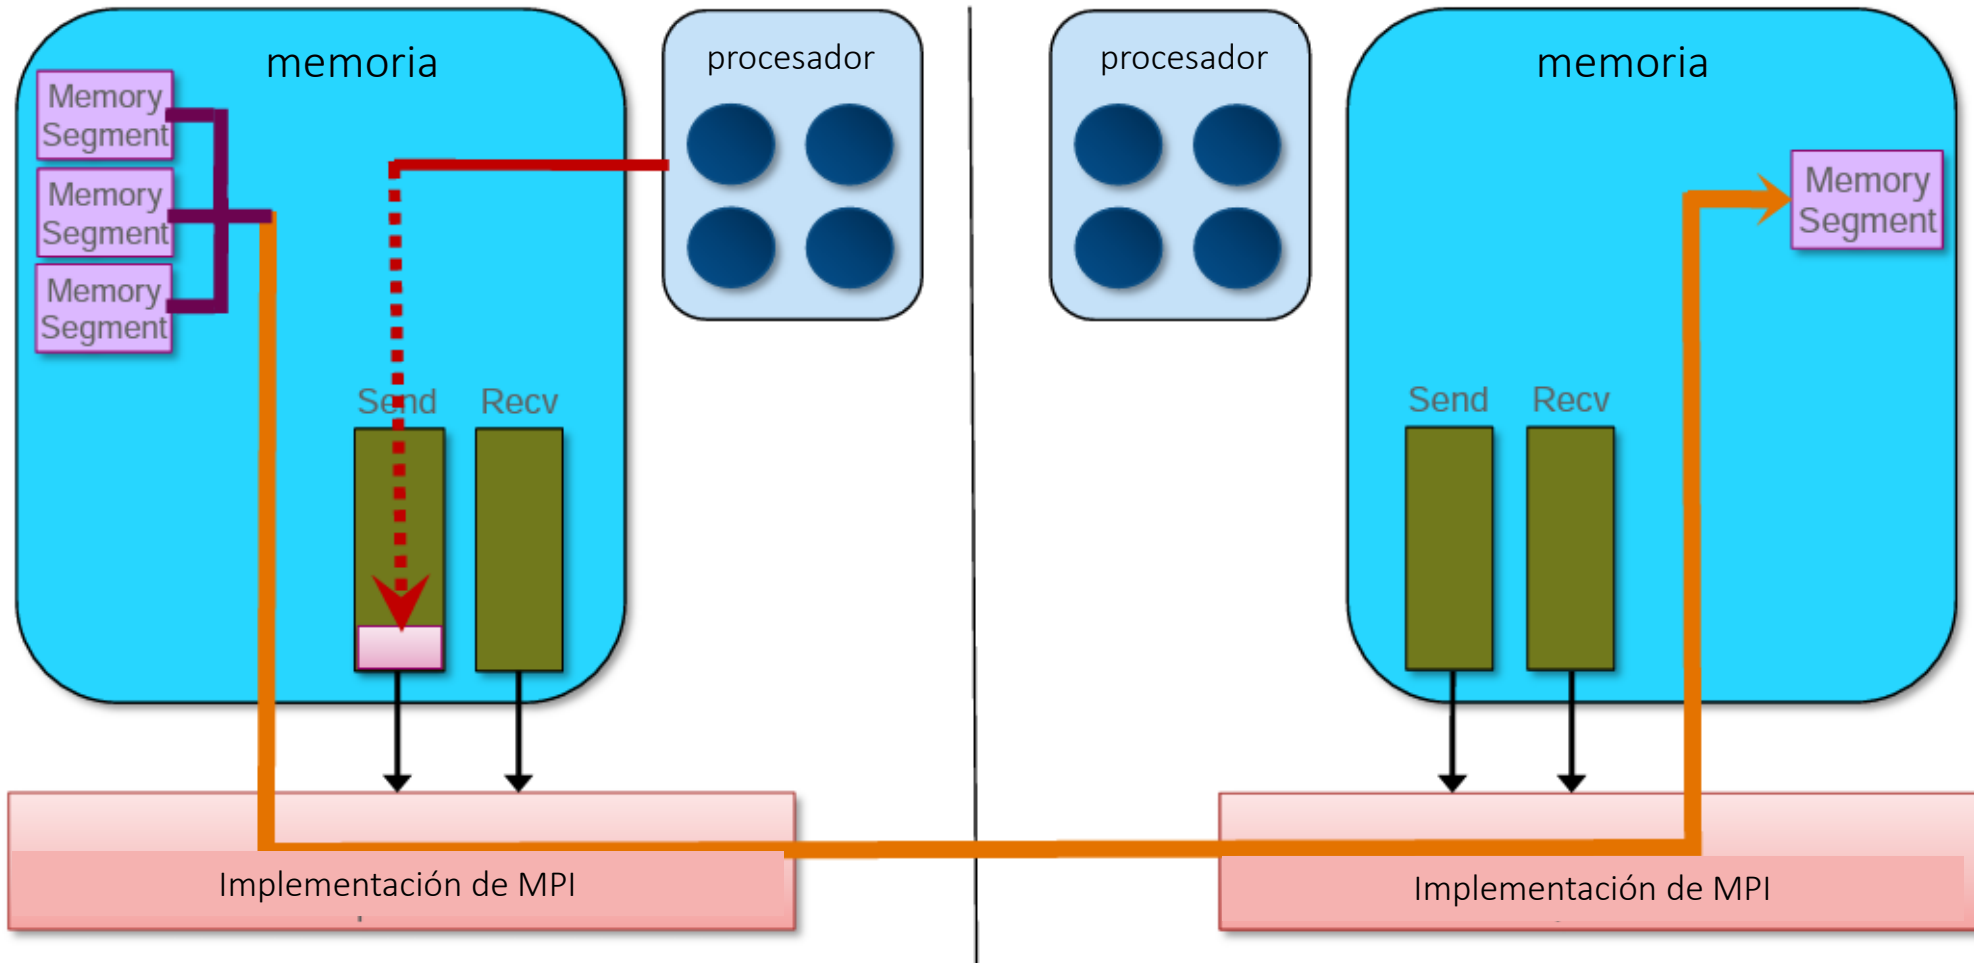 memoria
procesador
Memory
Segment
Memory
Segment
Memory
Segment
Send
Recv
Implementación de MPI
procesador
memoria
Memory
Segment
Send
Recv
Implementación de MPI